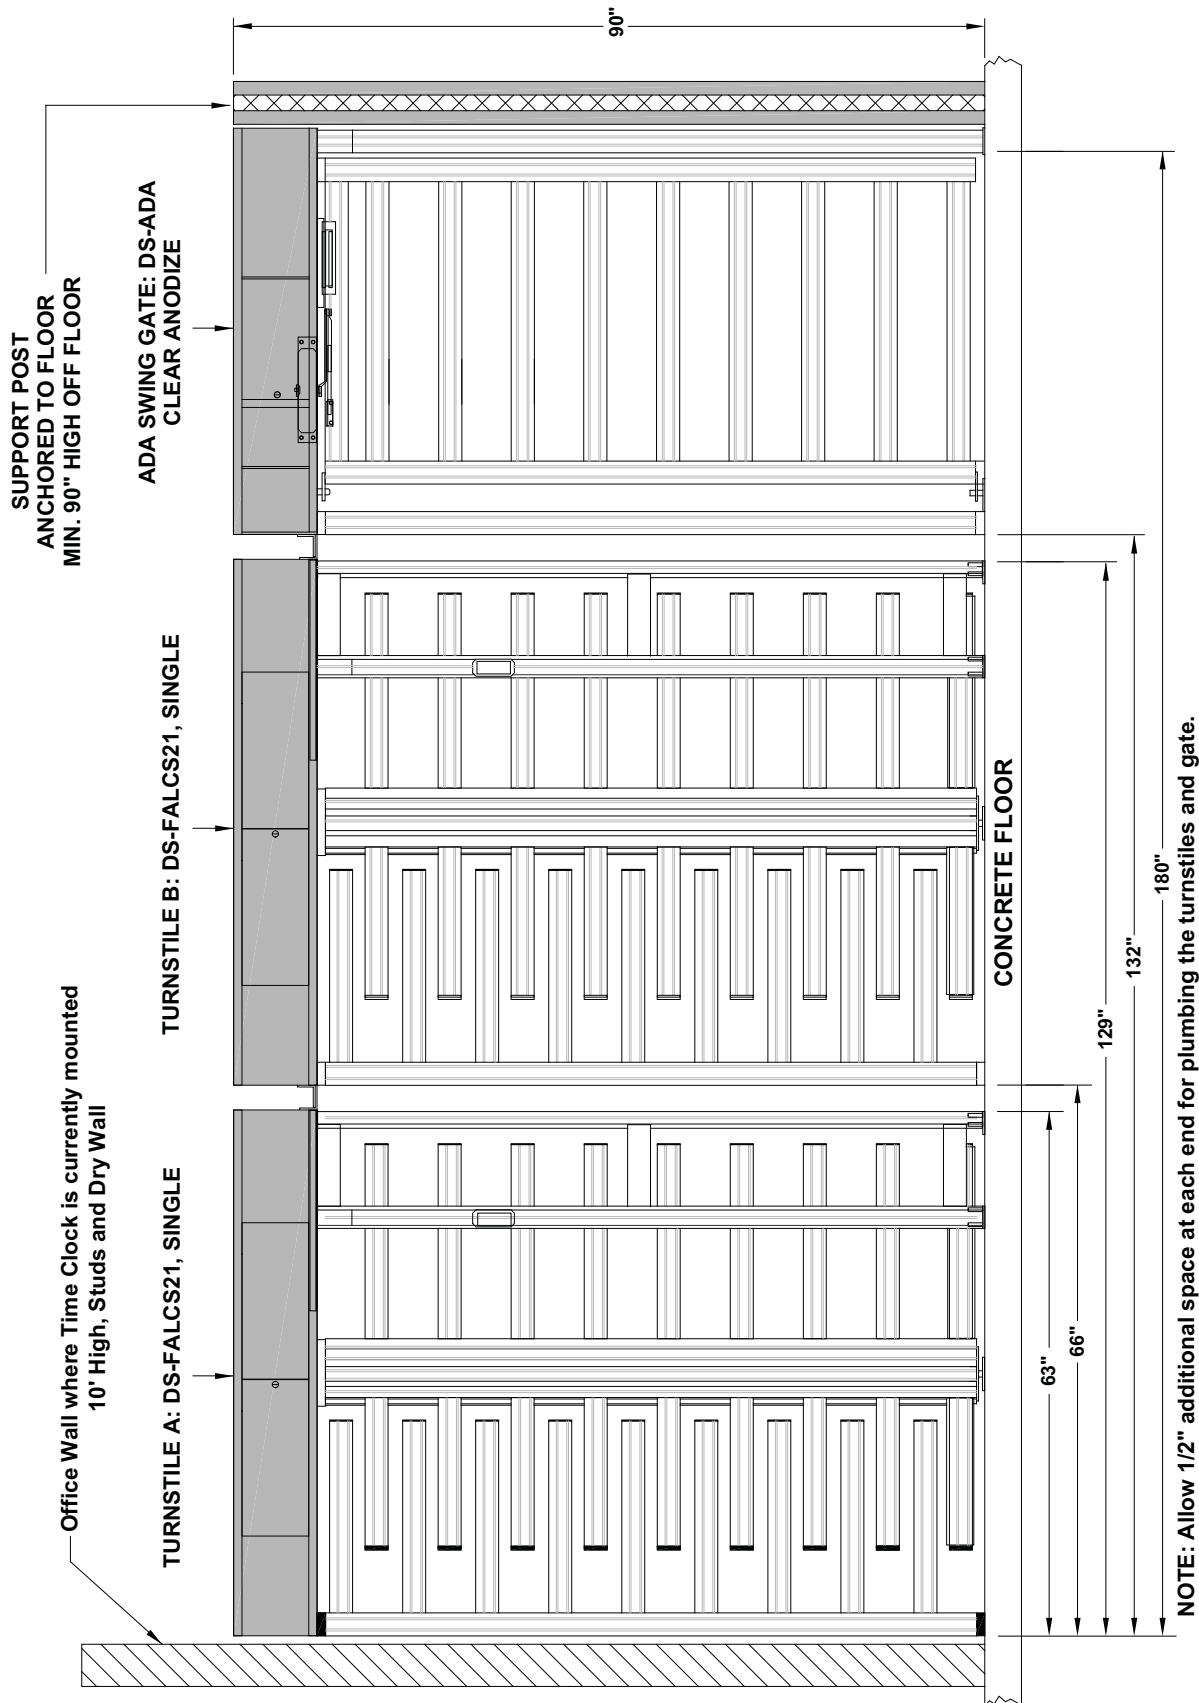 SUPPORT POST
ANCHORED TO FLOOR
MIN. 90" HIGH OFF FLOOR
Office Wall where Time Clock is currently mounted
10' High, Studs and Dry Wall
TURNSTILE A: DS-FALCS21, SINGLE
TURNSTILE B: DS-FALCS21, SINGLE
ADA SWING GATE: DS-ADA
CLEAR ANODIZE
90"
CONCRETE FLOOR
63"
66"
129"
132"
180"
NOTE: Allow 1/2" additional space at each end for plumbing the turnstiles and gate.